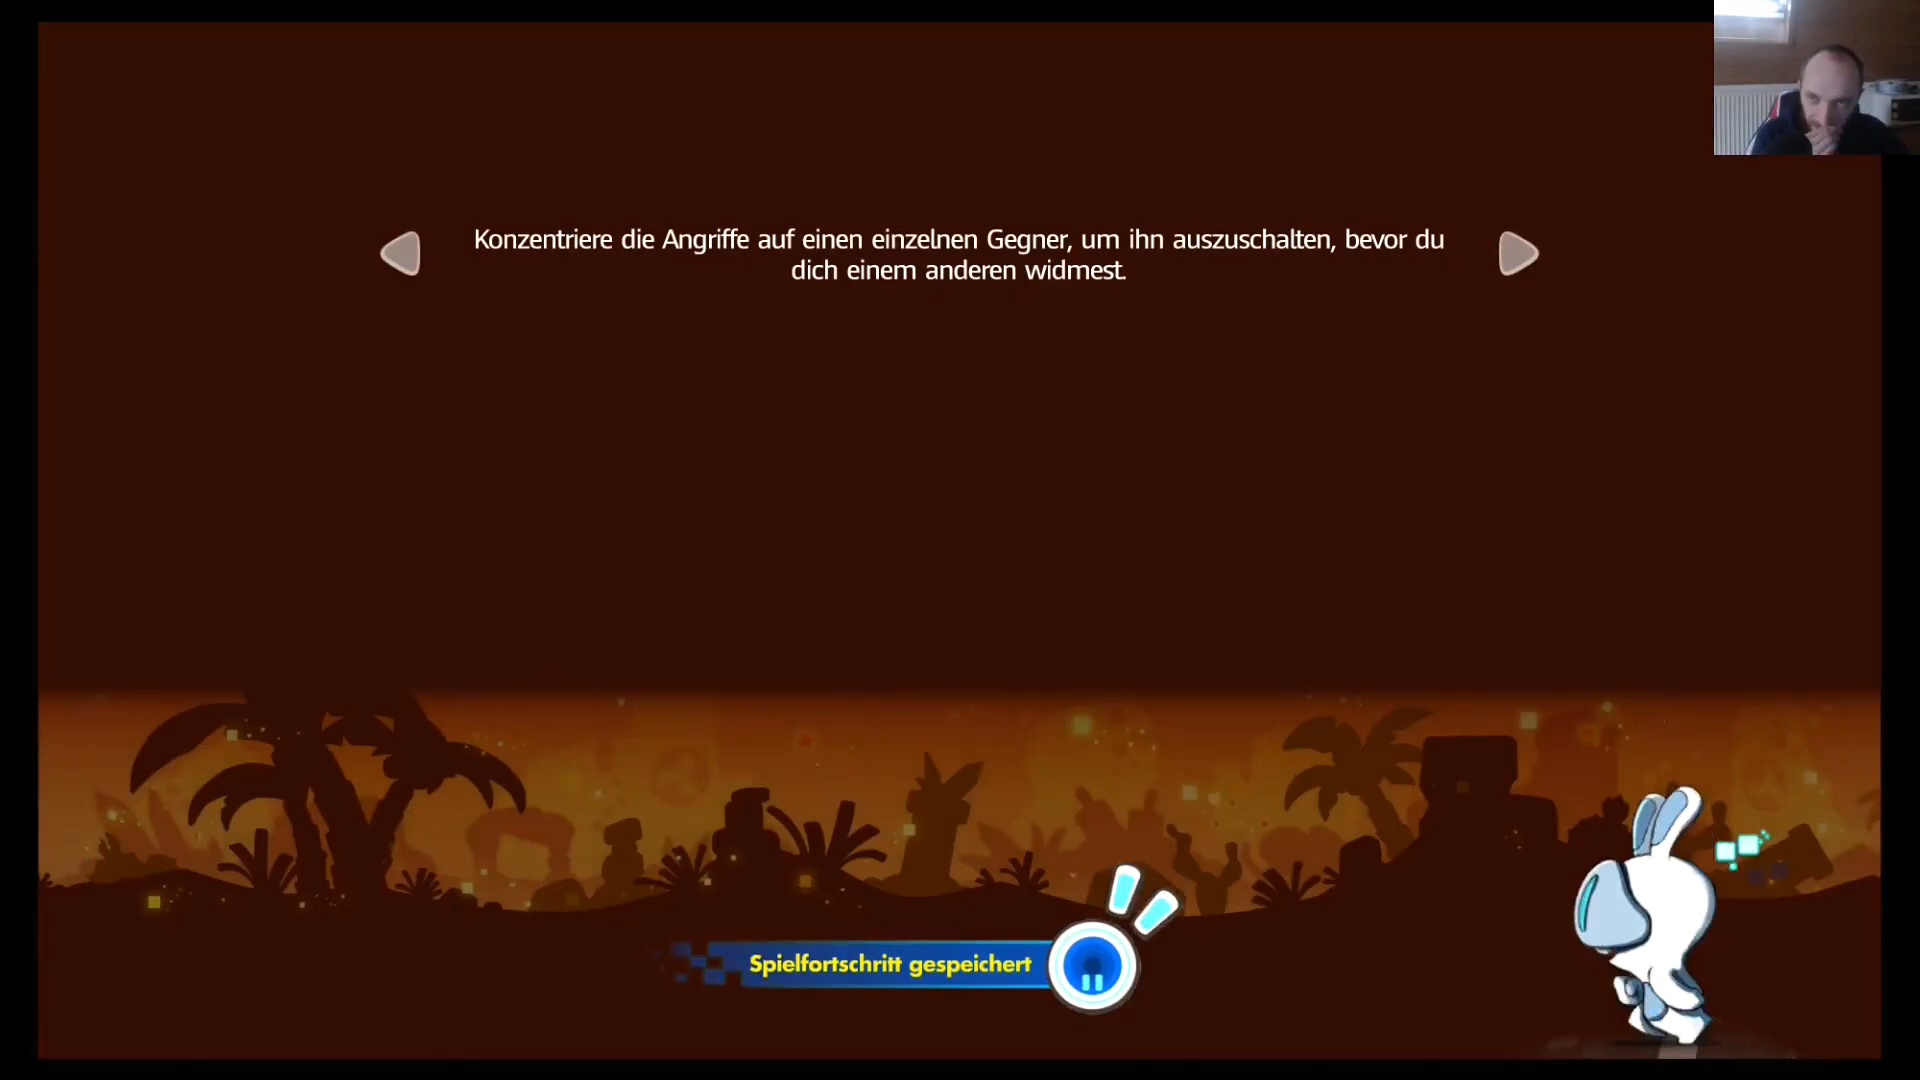 Konzentriere die Angriffe auf einen einzelnen Gegner, um ihn auszuschalten, bevor du
dich einem anderen widmest.
Spielfortschritt gespeichert